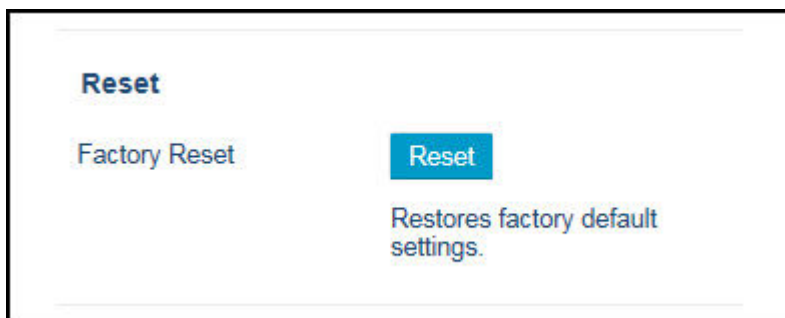 Reset
Factory Reset
Reset
Restores factory default
settings.